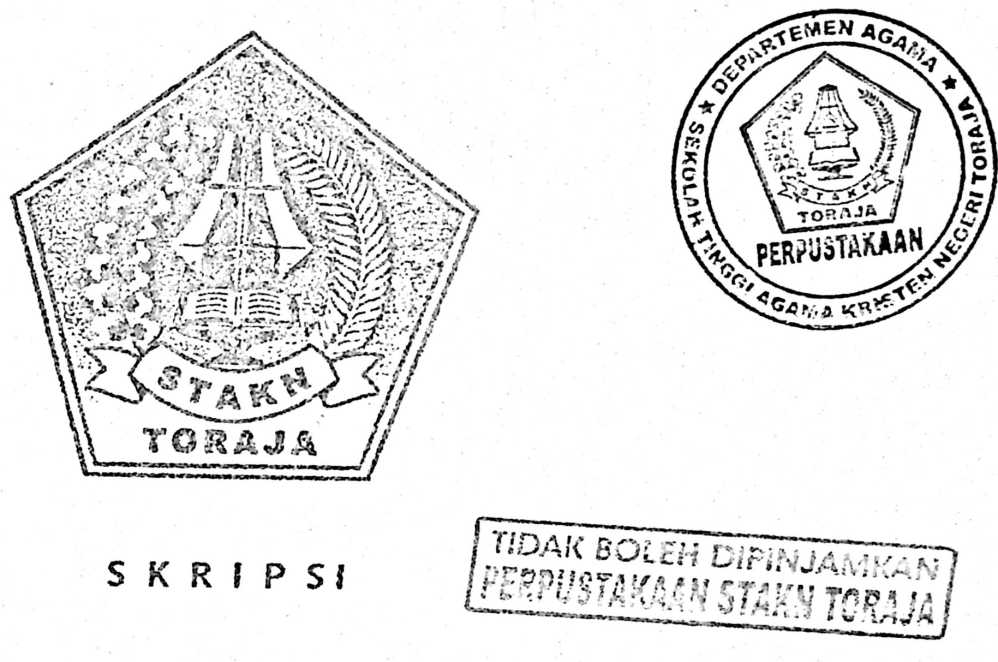 STAKN
TORAJA
★ DEPARTEMEN AGAMA ★
SEKOLAH TINGGI AGAMA KRISTEN NEGERI TORAJA
STAKN
TORAJA
PERPUSTAKAAN
SKRIPSI
TIDAK BOLEH DIPINJAMKAN
PERPUSTAKAAN STAKN TORAJA